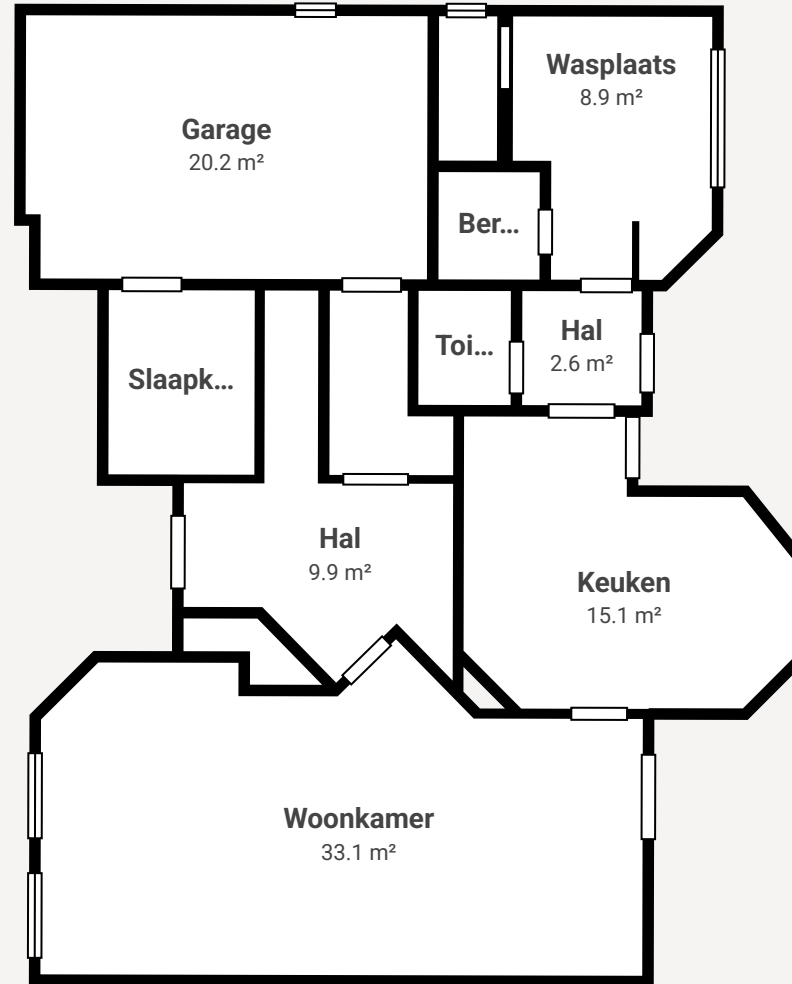 Wasplaats
8.9 m²
Garage
20.2 m²
Ber...
Hal
2.6 m²
Toi...
Slaapk...
Hal
9.9 m²
Keuken
15.1 m²
Woonkamer
33.1 m²